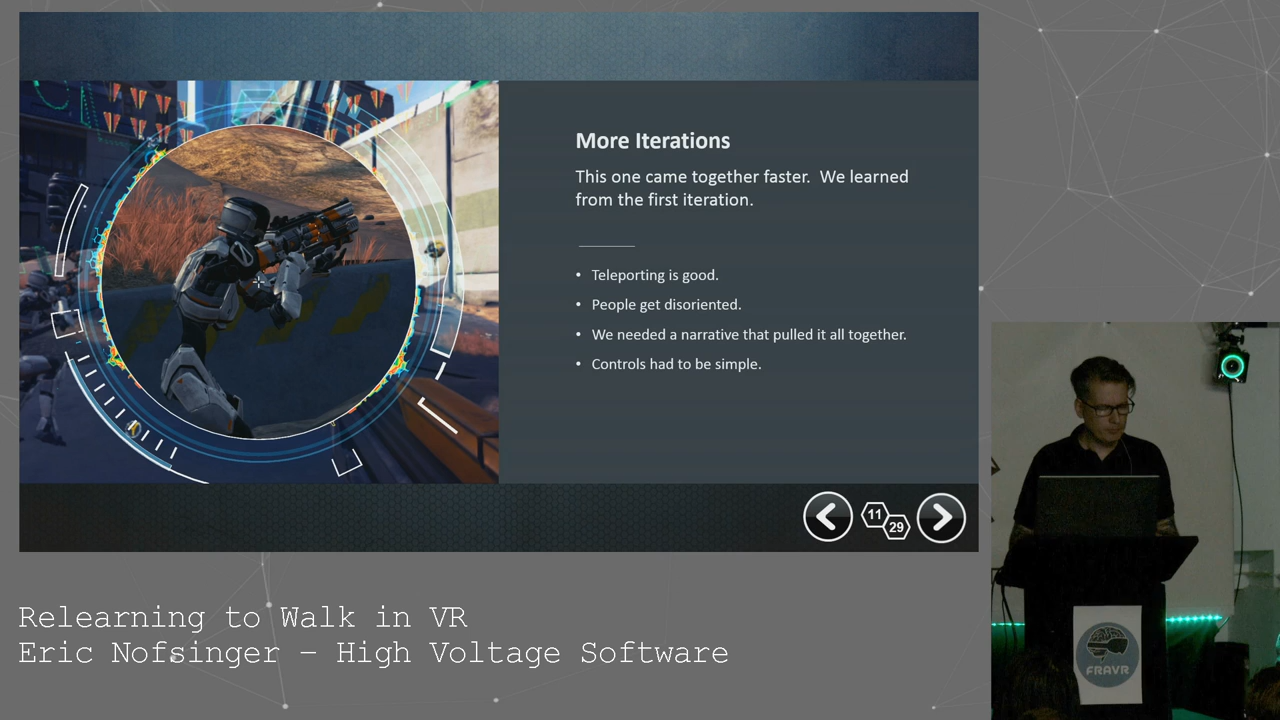 More Iterations
This one came together faster.  We learned
from the first iteration.
• Teleporting is good.
• People get disoriented.
• We needed a narrative that pulled it all together.
• Controls had to be simple.
11
29
Relearning to Walk in VR
Eric Nofsinger – High Voltage Software
FRAVR